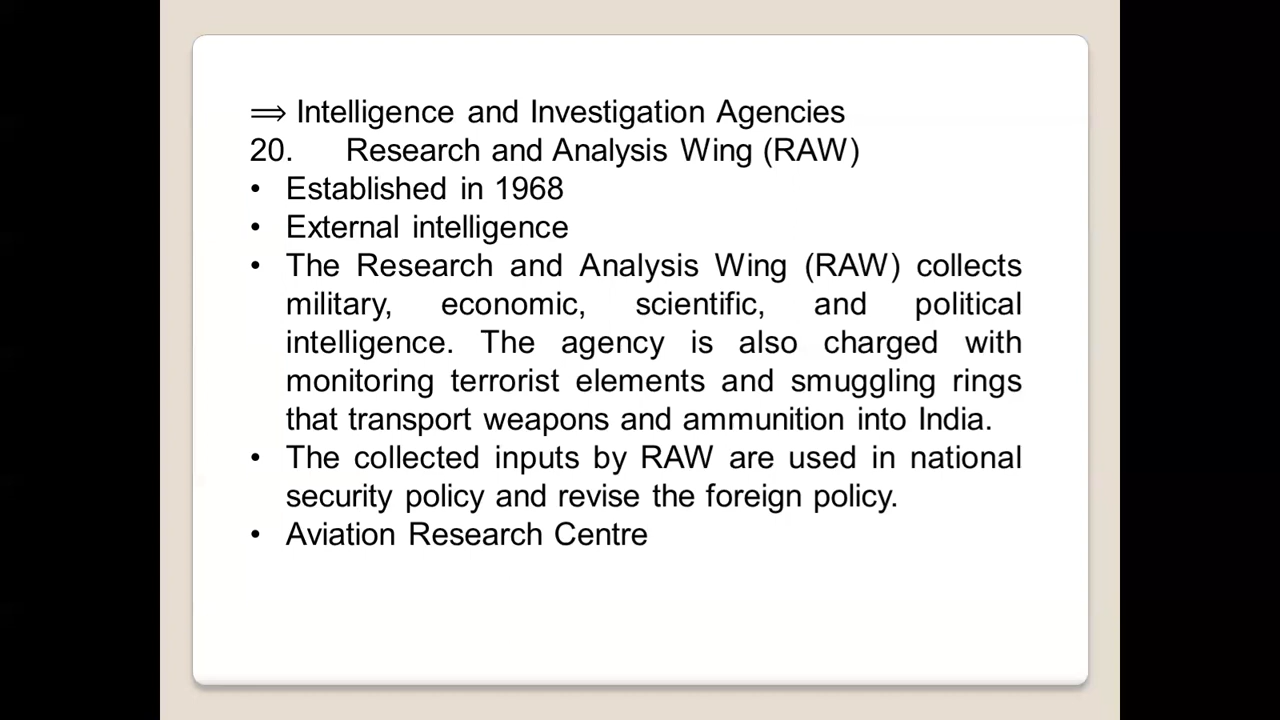 ⟹ Intelligence and Investigation Agencies
20. Research and Analysis Wing (RAW)
• Established in 1968
• External intelligence
• The Research and Analysis Wing (RAW) collects
military, economic, scientific, and political
intelligence. The agency is also charged with
monitoring terrorist elements and smuggling rings
that transport weapons and ammunition into India.
• The collected inputs by RAW are used in national
security policy and revise the foreign policy.
• Aviation Research Centre